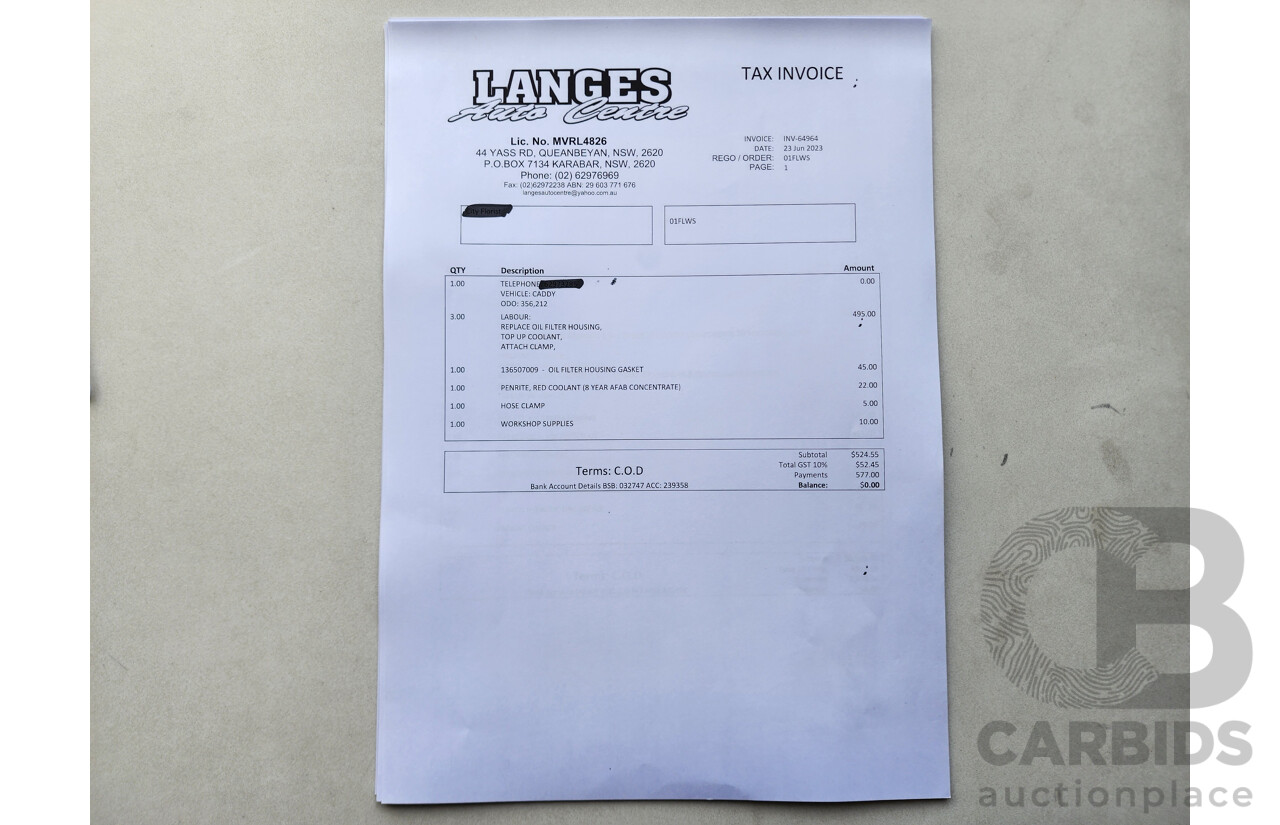 LANGES
Auto Centre
TAX INVOICE
Lic. No. MVRL4826
44 YASS RD, QUEANBEYAN, NSW, 2620
P.O.BOX 7134 KARABAR, NSW, 2620
Phone: (02) 62976969
Fax: (02)62972238 ABN: 29 603 771 676
langesautocentre@yahoo.com.au
INVOICE: INV-64964
DATE: 23 Jun 2023
REGO / ORDER: 01FLWS
PAGE: 1
01FLWS
QTY Description Amount
1.00 TELEPHONE 0.00
VEHICLE: CADDY
ODO: 356,212
3.00 LABOUR: 495.00
REPLACE OIL FILTER HOUSING,
TOP UP COOLANT,
ATTACH CLAMP,
1.00 136507009 - OIL FILTER HOUSING GASKET 45.00
1.00 PENRITE, RED COOLANT (8 YEAR AFAB CONCENTRATE) 22.00
1.00 HOSE CLAMP 5.00
1.00 WORKSHOP SUPPLIES 10.00
Terms: C.O.D
Bank Account Details BSB: 032747 ACC: 239358
Subtotal $524.55
Total GST 10% $52.45
Payments 577.00
Balance: $0.00
CB
CARBIDS
auctionplace